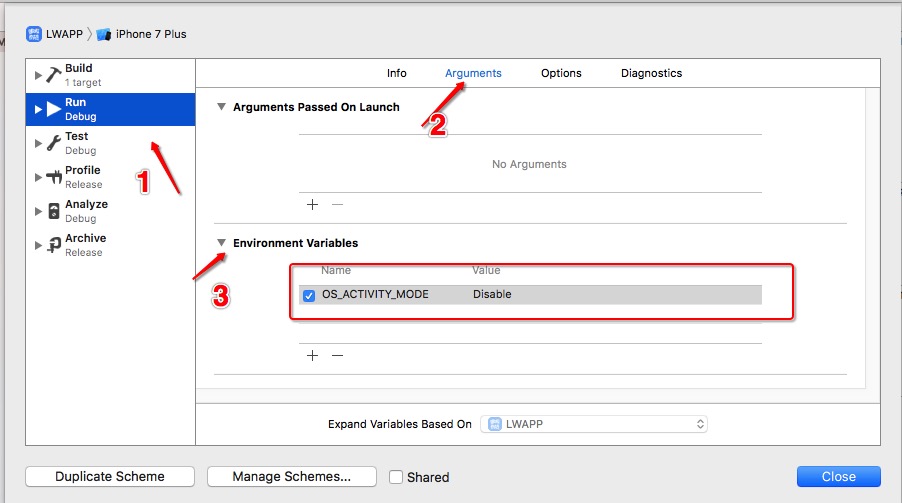 LWAPP
iPhone 7 Plus
Build
1 target
Run
Debug
Test
Debug
Profile
Release
Analyze
Debug
Archive
Release
1
Info
Arguments
Options
Diagnostics
Arguments Passed On Launch
2
No Arguments
Environment Variables
3
Name
Value
OS_ACTIVITY_MODE
Disable
Expand Variables Based On
LWAPP
Duplicate Scheme
Manage Schemes...
Shared
Close